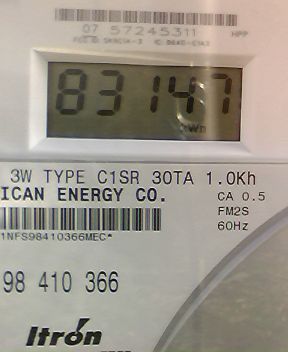 07 57245311 HPP
83147
kWh
3W TYPE C1SR 30TA 1.0Kh
ICAN ENERGY CO. CA 0.5
FM2S
1NFS98410366MEC* 60Hz
98 410 366
Itron